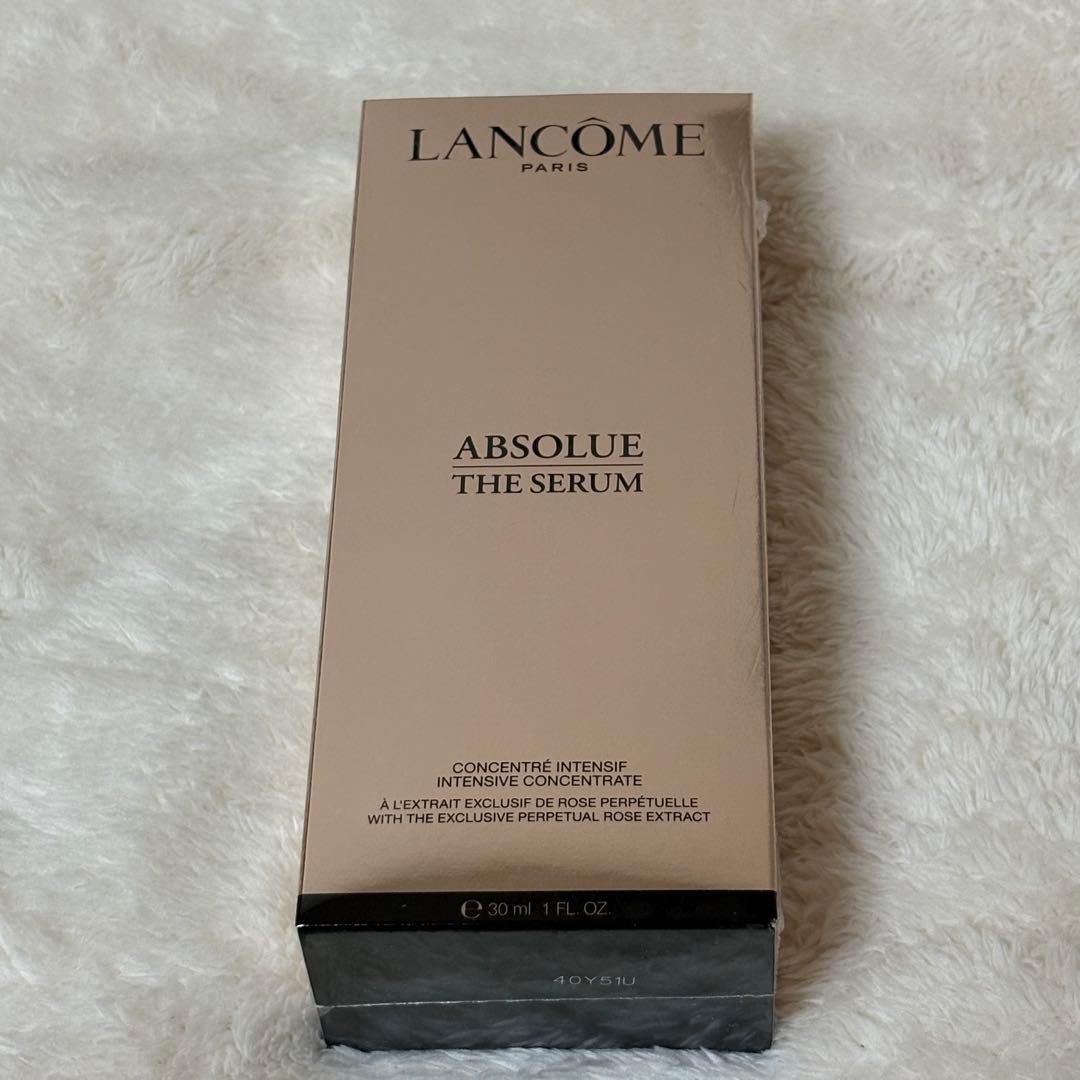 LANCÔME
PARIS
ABSOLUE
THE SERUM
CONCENTRÉ INTENSIF
INTENSIVE CONCENTRATE
À L'EXTRAIT EXCLUSIF DE ROSE PERPÉTUELLE
WITH THE EXCLUSIVE PERPETUAL ROSE EXTRACT
℮ 30 ml 1 FL. OZ.
40Y51U